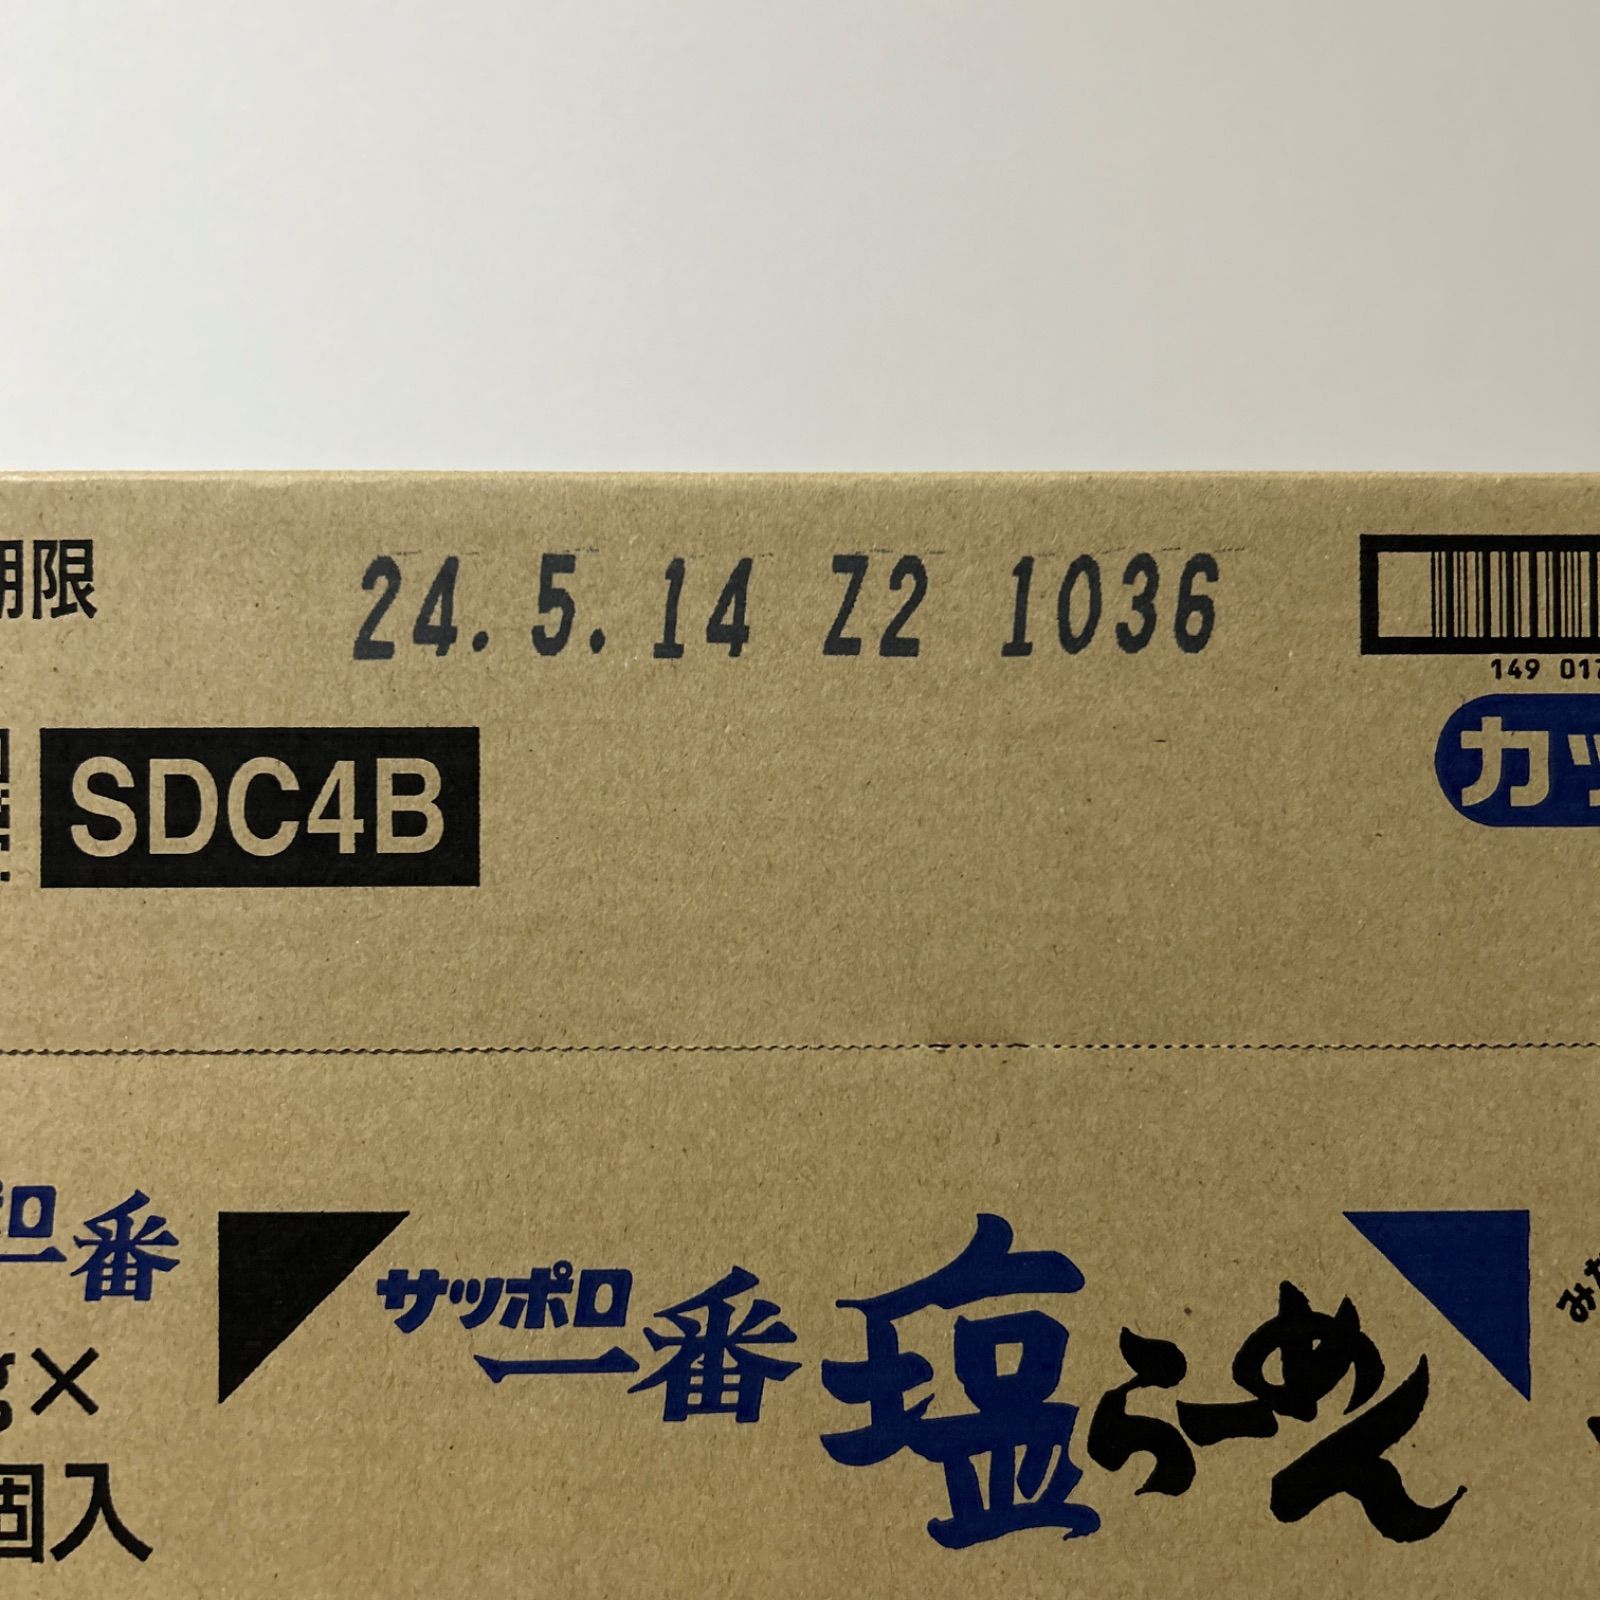 期限 24.5.14 Z2 1036
149 017
SDC4B
カッ
一番
サッポロ一番 塩らーめん
g×
個入